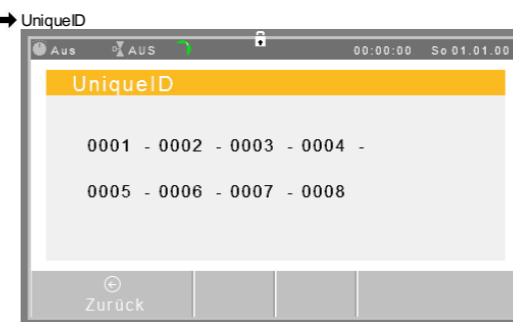 UniqueID
Aus AUS 00:00:00 So 01.01.00
UniqueID
0001 - 0002 - 0003 - 0004 -
0005 - 0006 - 0007 - 0008
Zurück